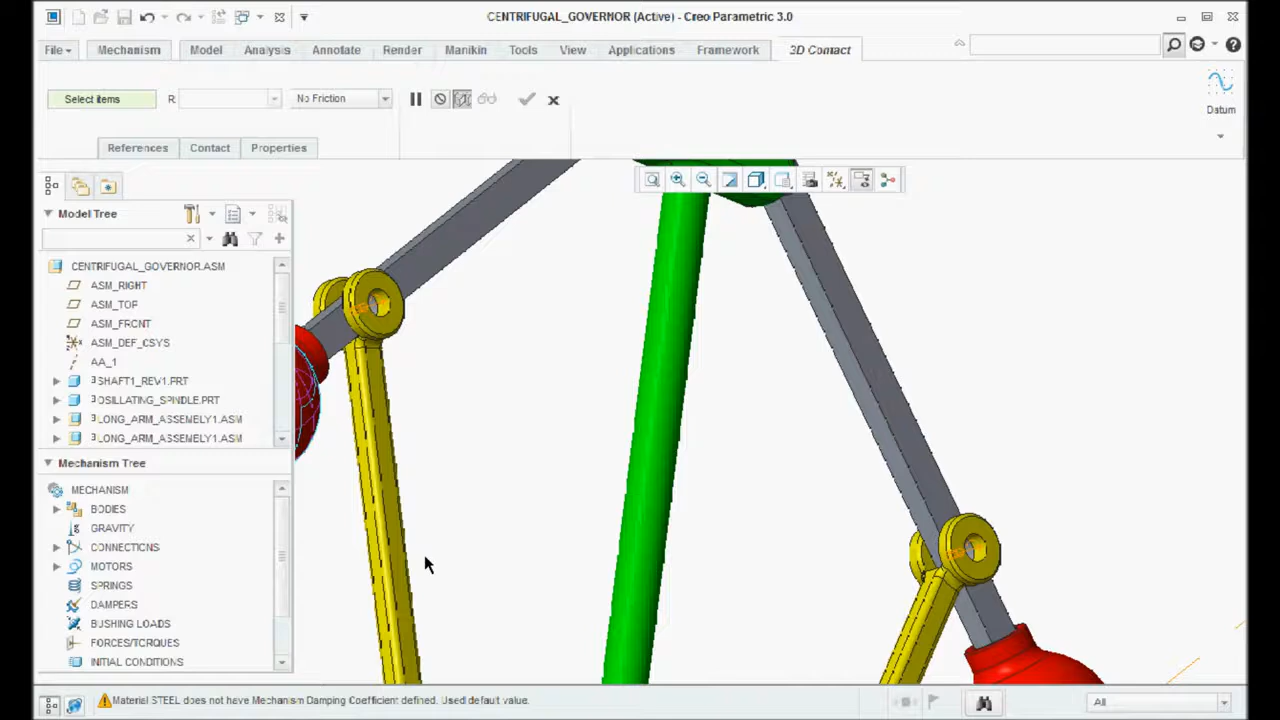 CENTRIFUGAL_GOVERNOR (Active) - Creo Parametric 3.0
File Mechanism Model Analysis Annotate Render Manikin Tools View Applications Framework 3D Contact
Select items R No Friction
Datum
References Contact Properties
Model Tree
CENTRIFUGAL_GOVERNOR.ASM
ASM_RIGHT
ASM_TOP
ASM_FRONT
ASM_DEF_CSYS
AA_1
SHAFT1_REV1.PRT
OSILLATING_SPINDLE.PRT
LONG_ARM_ASSEMBLY1.ASM
LONG_ARM_ASSEMBLY1.ASM
Mechanism Tree
MECHANISM
BODIES
GRAVITY
CONNECTIONS
MOTORS
SPRINGS
DAMPERS
BUSHING LOADS
FORCES/TORQUES
INITIAL CONDITIONS
Material STEEL does not have Mechanism Damping Coefficient defined. Used default value.
All